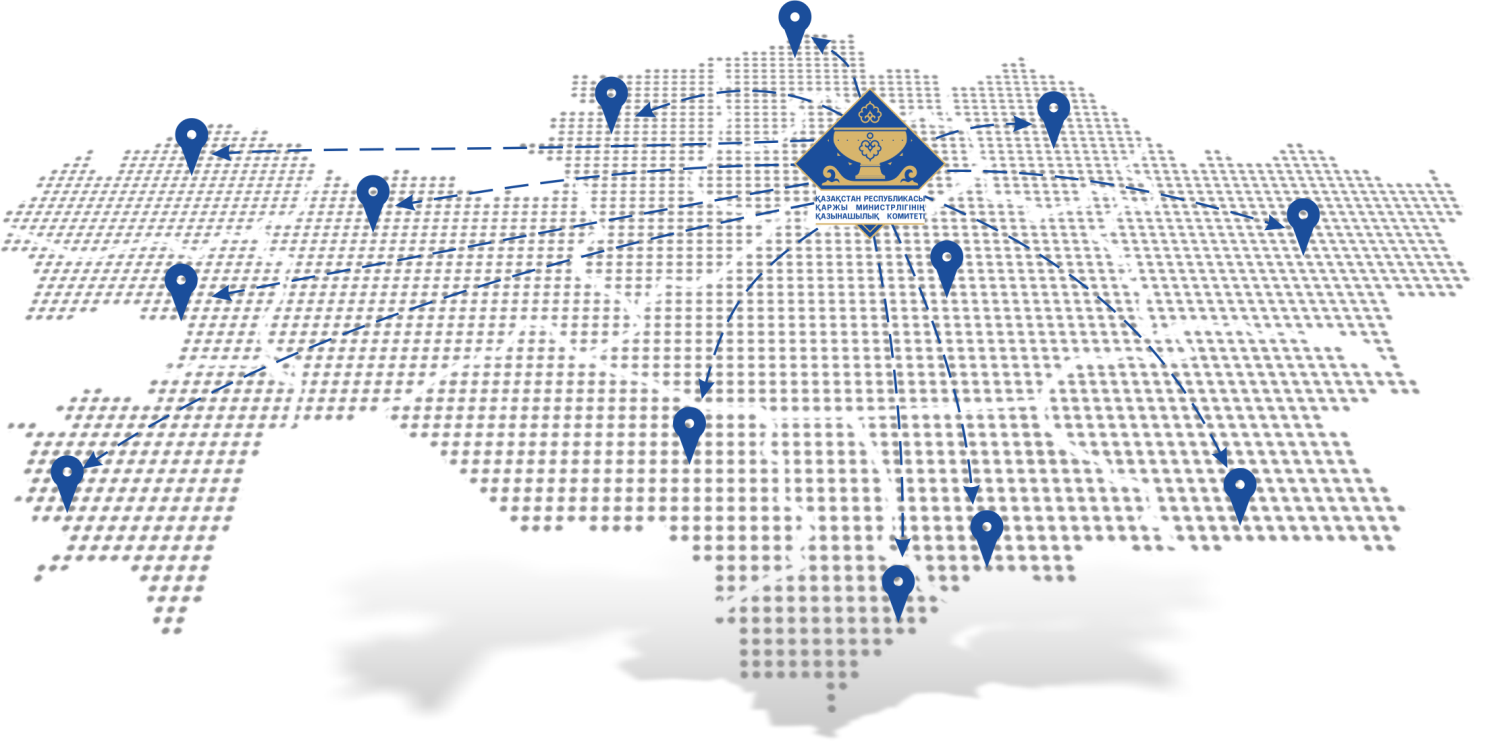 ҚАЗАҚСТАН РЕСПУБЛИКАСЫ
ҚАРЖЫ МИНИСТРЛІГІНІҢ
ҚАЗЫНАШЫЛЫҚ КОМИТЕТІ